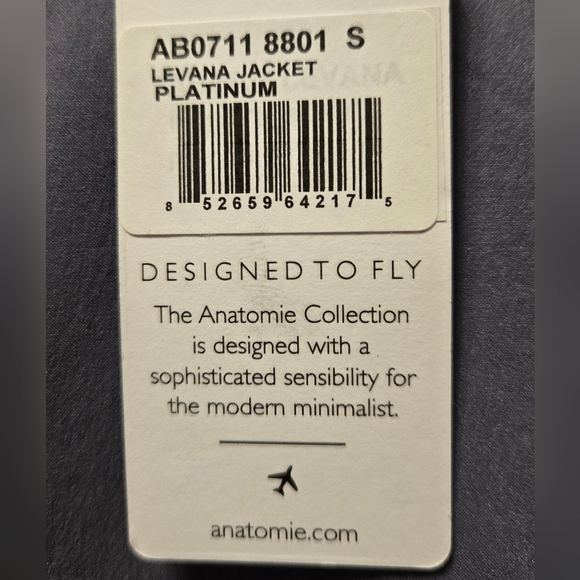 AB0711 8801 S
LEVANA JACKET
PLATINUM
8 52659 64217 5
DESIGNED TO FLY
The Anatomie Collection
is designed with a
sophisticated sensibility for
the modern minimalist.
anatomie.com